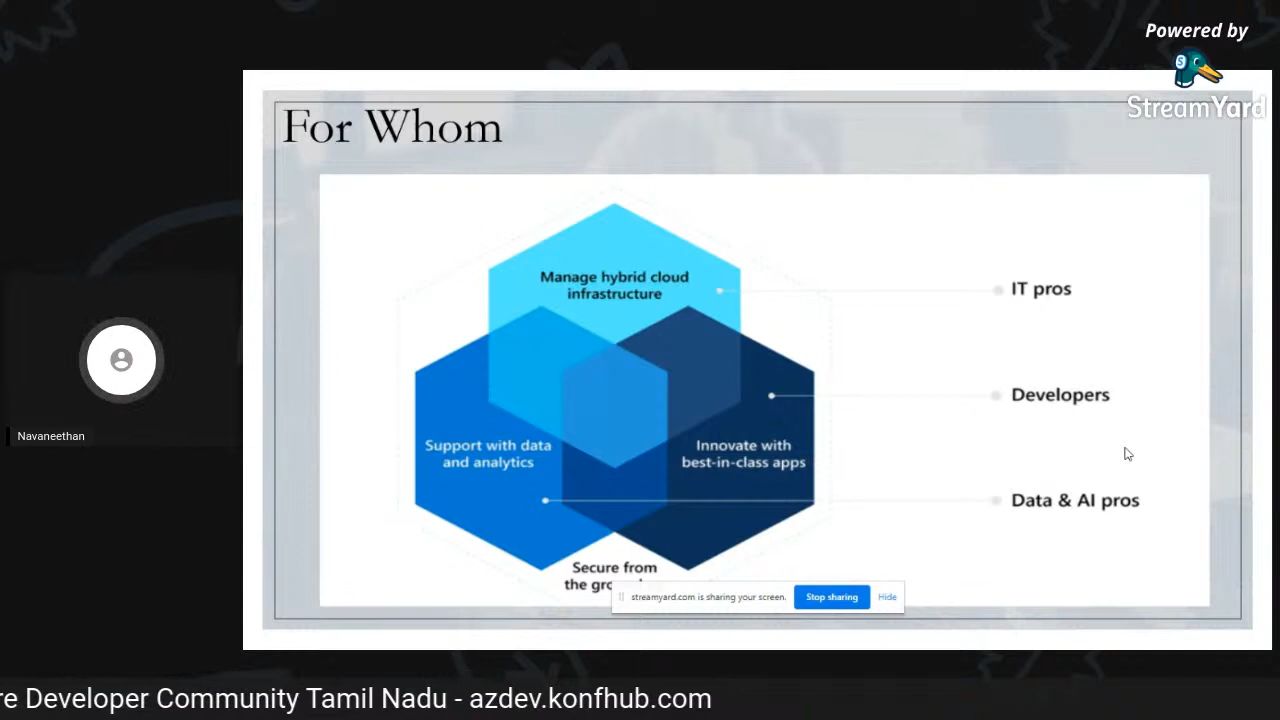 Powered by
StreamYard
For Whom
Manage hybrid cloud
infrastructure
IT pros
Developers
Support with data
and analytics
Innovate with
best-in-class apps
Data & AI pros
Secure from
the
streamyard.com is sharing your screen.
Stop sharing
Hide
Navaneethan
re Developer Community Tamil Nadu - azdev.konfhub.com